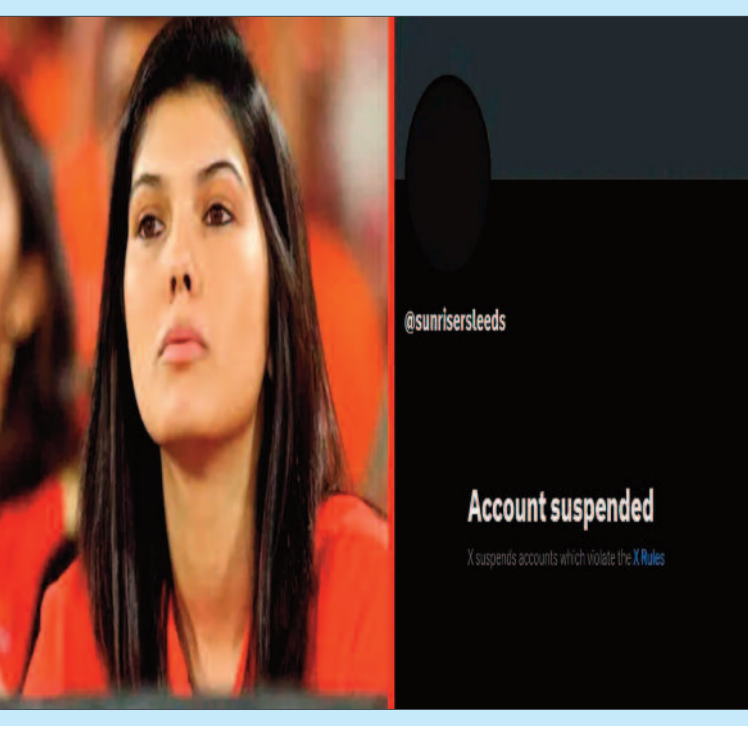 @sunrisersleeds
Account suspended
X suspends accounts which violate the X Rules